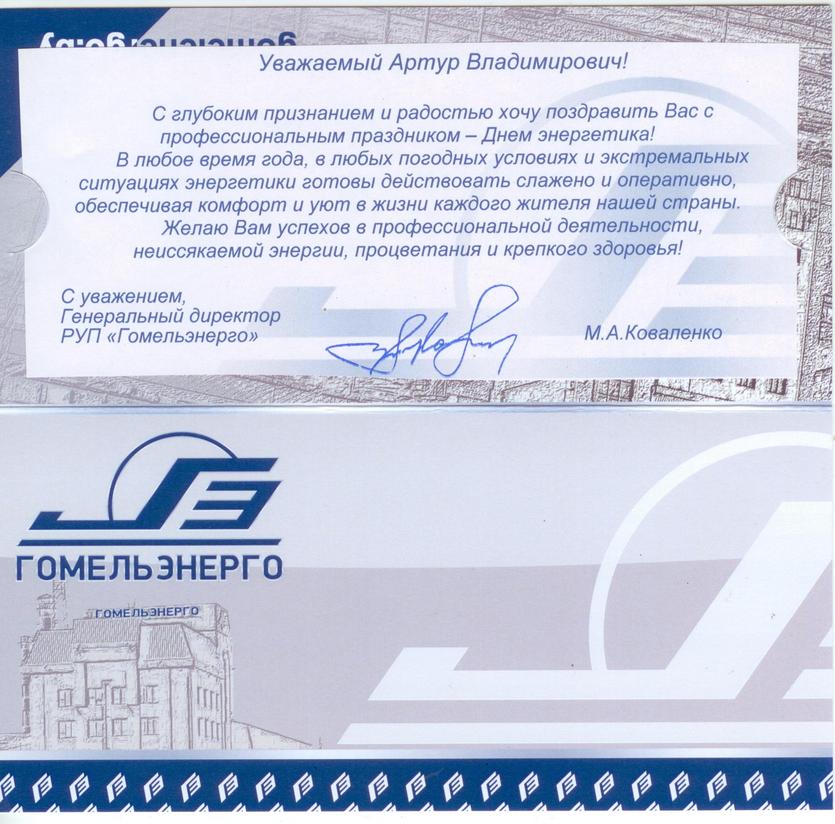 Уважаемый Артур Владимирович!
С глубоким признанием и радостью хочу поздравить Вас с
профессиональным праздником – Днем энергетика!
В любое время года, в любых погодных условиях и экстремальных
ситуациях энергетики готовы действовать слажено и оперативно,
обеспечивая комфорт и уют в жизни каждого жителя нашей страны.
Желаю Вам успехов в профессиональной деятельности,
неиссякаемой энергии, процветания и крепкого здоровья!
С уважением,
Генеральный директор
РУП «Гомельэнерго»
М.А.Коваленко
ГОМЕЛЬЭНЕРГО
ГОМЕЛЬЭНЕРГО